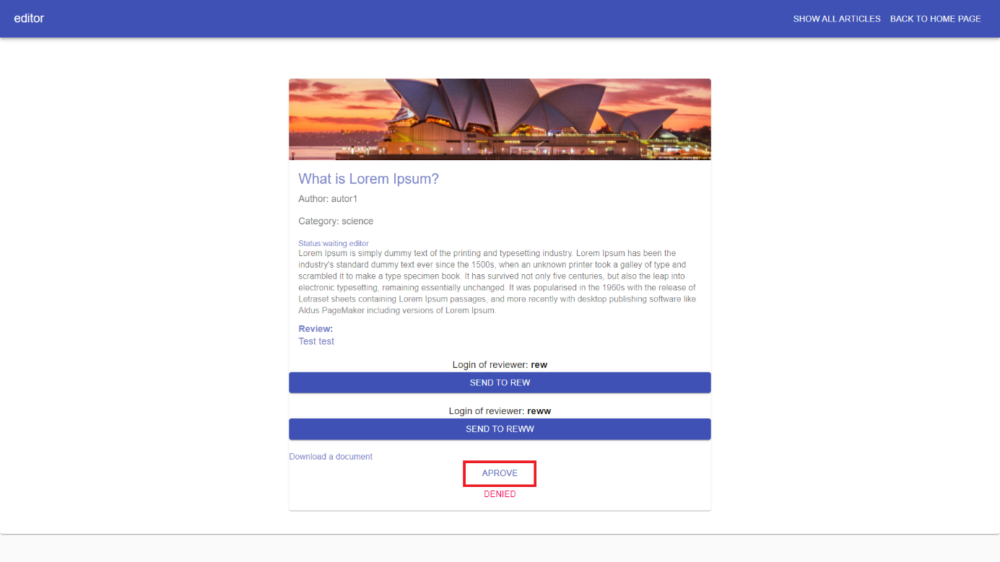 editor
SHOW ALL ARTICLES
BACK TO HOME PAGE
What is Lorem Ipsum?
Author: autor1
Category: science
Status:waiting editor
Lorem Ipsum is simply dummy text of the printing and typesetting industry. Lorem Ipsum has been the
industry's standard dummy text ever since the 1500s, when an unknown printer took a galley of type and
scrambled it to make a type specimen book. It has survived not only five centuries, but also the leap into
electronic typesetting, remaining essentially unchanged. It was popularised in the 1960s with the release of
Letraset sheets containing Lorem Ipsum passages, and more recently with desktop publishing software like
Aldus PageMaker including versions of Lorem Ipsum.
Review:
Test test
Login of reviewer: rew
SEND TO REW
Login of reviewer: reww
SEND TO REWW
Download a document
APROVE
DENIED